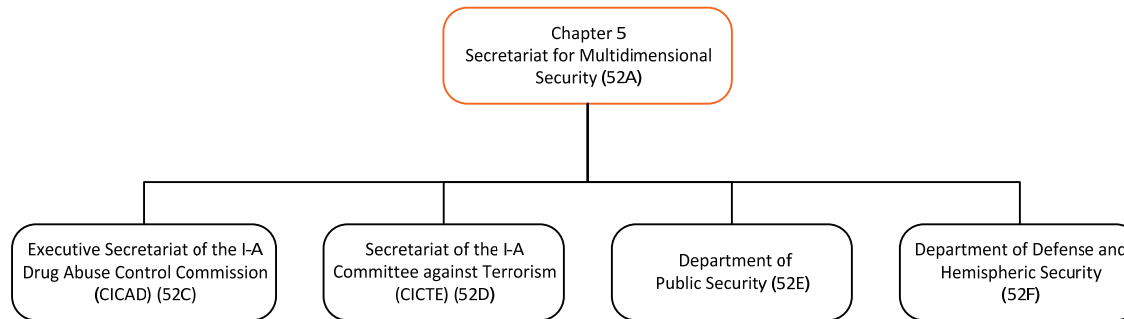 Chapter 5
Secretariat for Multidimensional
Security (52A)
Executive Secretariat of the I-A
Drug Abuse Control Commission
(CICAD) (52C)
Secretariat of the I-A
Committee against Terrorism
(CICTE) (52D)
Department of
Public Security (52E)
Department of Defense and
Hemispheric Security
(52F)